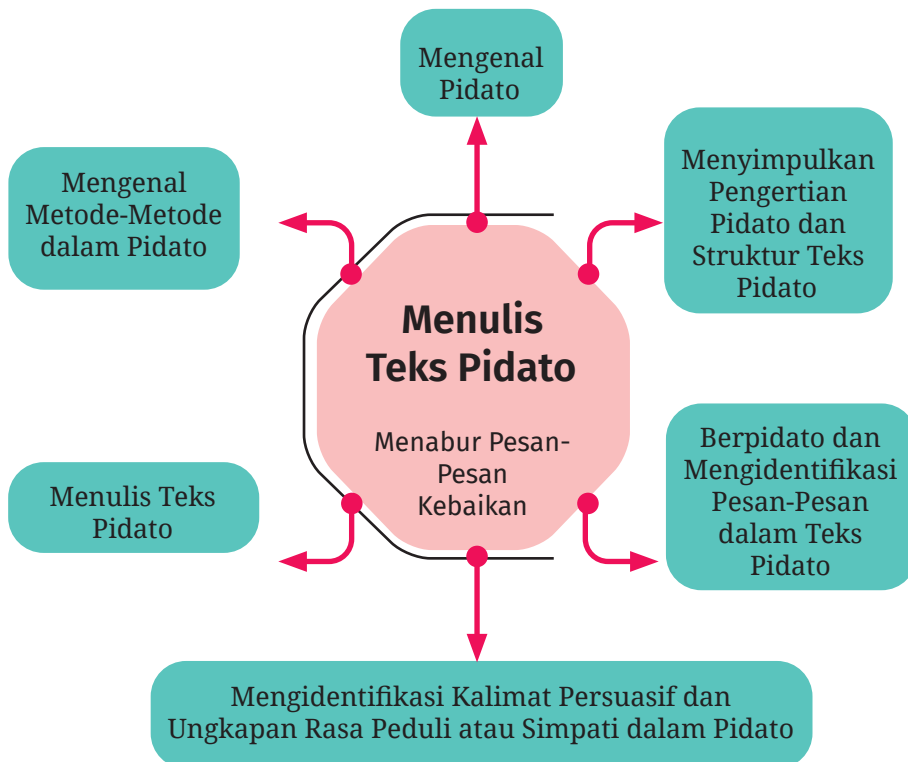 Mengenal
Pidato
Mengenal
Metode-Metode
dalam Pidato
Menyimpulkan
Pengertian
Pidato dan
Struktur Teks
Pidato
Menulis
Teks Pidato
Menabur Pesan-
Pesan
Kebaikan
Menulis Teks
Pidato
Berpidato dan
Mengidentifikasi
Pesan-Pesan
dalam Teks
Pidato
Mengidentifikasi Kalimat Persuasif dan
Ungkapan Rasa Peduli atau Simpati dalam Pidato